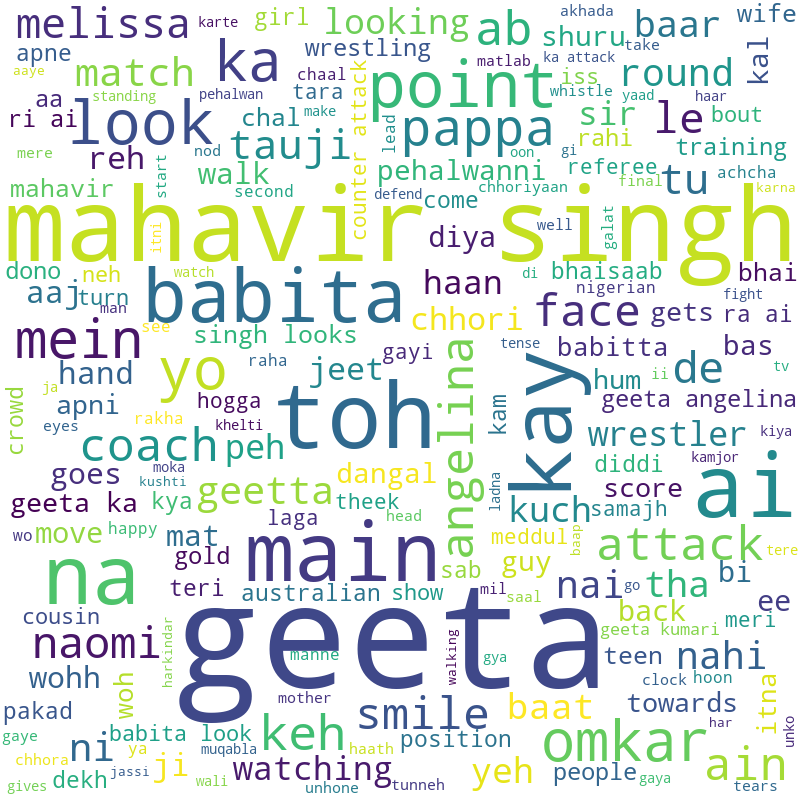 melissa
karte
girl
looking
ab
baar
akhada
wife
apne
aaye
ka
wrestling
shuru
take
kal
match
chaal
point
matlab
ka attack
round
standing
pehalwan
tara
iss
whistle
yaad
haar
aa
look
chal
make
pappa
sir
le
bout
ri ai
reh
tauji
counter attack
lead
oon
gi
rahi
training
mere
start
nod
walk
pehalwanni
referee
achcha
mahavir
second
defend
come
chhoriyaan
final
tu
karna
mahavir singh
itni
diya
well
galat
dono
neh
watch
babita
haan
di
bhaisaab
bhai
aaj
turn
man
nigerian
fight
mein
see
singh looks
chhori
face
gets
ra ai
yo
raha
gayi
tense
babitta
bas
crowd
hand
ja
jeet
angelina
kay
ii
hum
de
tv
apni
rakha
hogga
toh
kam
geeta angelina
eyes
khelti
coach
peh
wrestler
kiya
goes
moka
kushti
dangal
ladna
diddi
kamjor
ai
geeta ka
kya
geetta
theek
kuch
score
samajh
wo
move
happy
laga
head
meddul
baap
attack
tere
na
mat
gold
main
sab
guy
bi
teri
australian
show
mil
saal
nai
go
tha
ee
cousin
geeta
back
meri
naomi
harkindar
manne
walking
gya
geeta kumari
teen
nahi
wohh
woh
mother
smile
clock
hoon
itna
pakad
baat
towards
har
unko
gaye
ni
babita look
keh
position
omkar
ain
chhora
ya
muqabla
haath
watching
yeh
people
gaya
gives
dekh
jassi
ji
wali
unhone
tunneh
tears